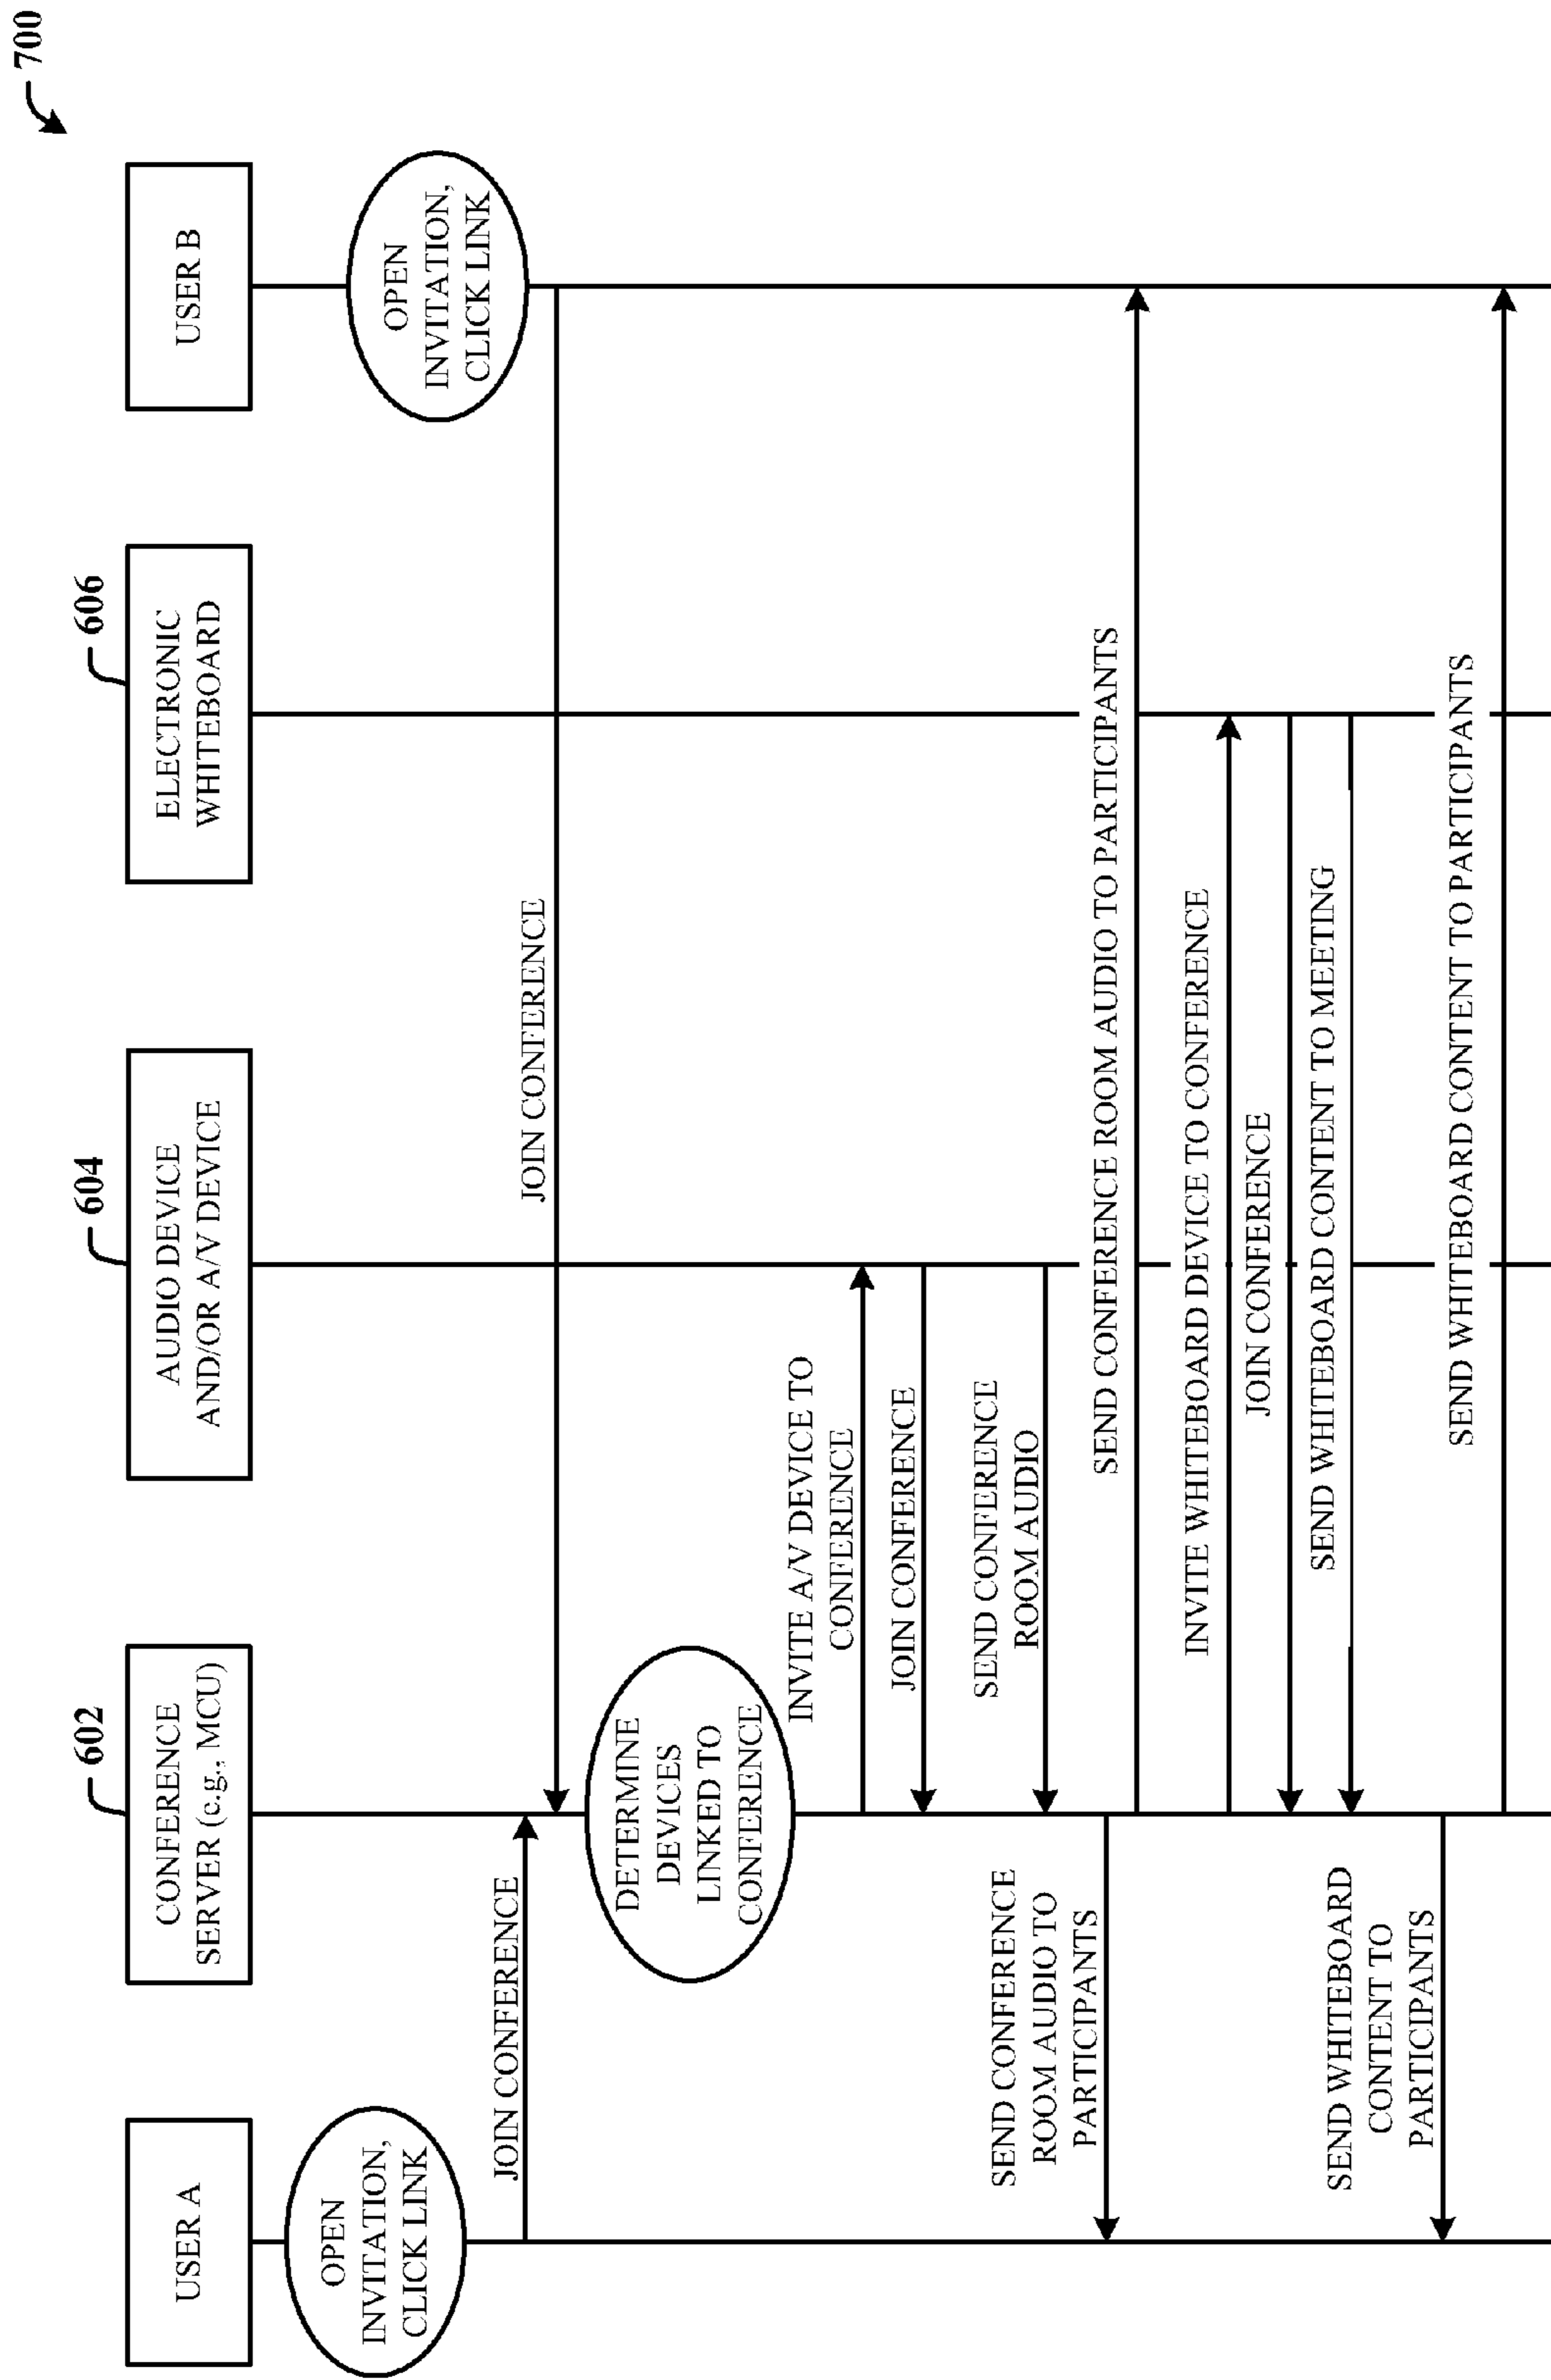 700
USER A
602
CONFERENCE
SERVER (e.g., MCU)
604
AUDIO DEVICE
AND/OR A/V DEVICE
606
ELECTRONIC
WHITEBOARD
USER B
OPEN
INVITATION,
CLICK LINK
OPEN
INVITATION,
CLICK LINK
JOIN CONFERENCE
JOIN CONFERENCE
DETERMINE
DEVICES
LINKED TO
CONFERENCE
INVITE A/V DEVICE TO
CONFERENCE
JOIN CONFERENCE
SEND CONFERENCE
ROOM AUDIO
SEND CONFERENCE
ROOM AUDIO TO
PARTICIPANTS
SEND CONFERENCE ROOM AUDIO TO PARTICIPANTS
INVITE WHITEBOARD DEVICE TO CONFERENCE
JOIN CONFERENCE
SEND WHITEBOARD CONTENT TO MEETING
SEND WHITEBOARD
CONTENT TO
PARTICIPANTS
SEND WHITEBOARD CONTENT TO PARTICIPANTS